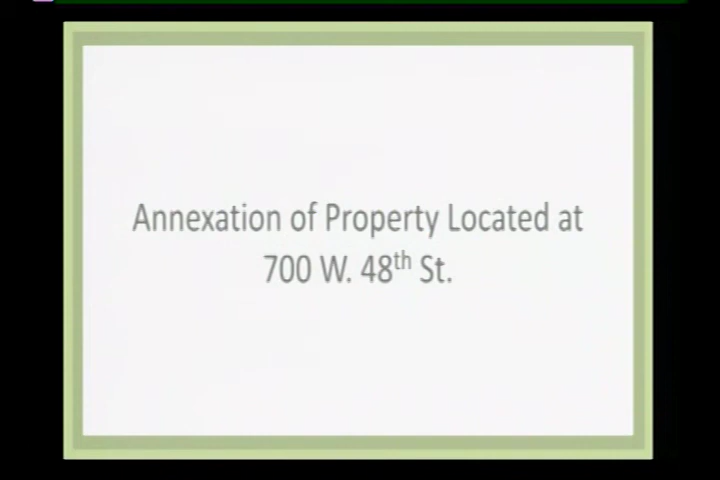 Annexation of Property Located at
700 W. 48th St.